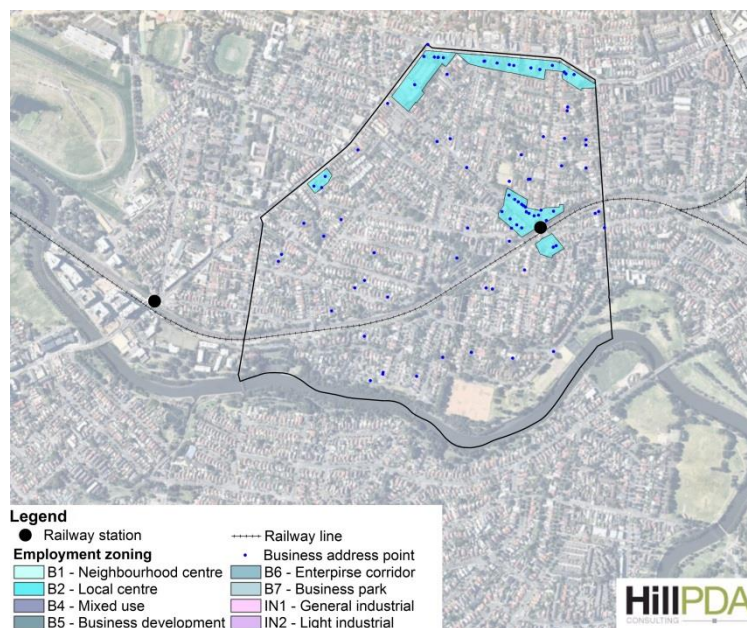 Legend
Railway station
Railway line
Employment zoning
Business address point
B1 - Neighbourhood centre
B6 - Enterpirse corridor
B2 - Local centre
B7 - Business park
B4 - Mixed use
IN1 - General industrial
B5 - Business development
IN2 - Light industrial
HillPDA
CONSULTING